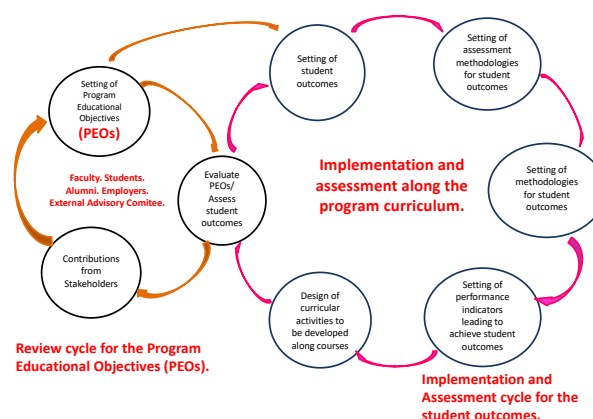 Setting of
Program
Educational
Objectives
(PEOs)
Faculty. Students.
Alumni. Employers.
External Advisory Comitee.
Contributions
from
Stakeholders
Evaluate
PEOs/
Assess
student
outcomes
Review cycle for the Program
Educational Objectives (PEOs).
Setting of
student
outcomes
Setting of
assessment
methodologies
for student
outcomes
Implementation and
assessment along the
program curriculum.
Setting of
methodologies
for student
outcomes
Design of
curricular
activities to
be developed
along courses
Setting of
performance
indicators
leading to
achieve student
outcomes
Implementation and
Assessment cycle for the
student outcomes.